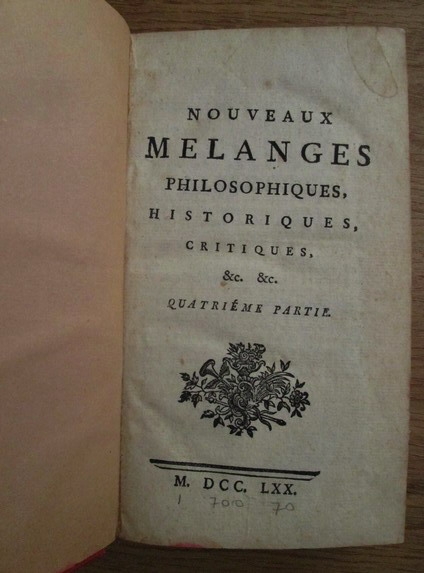 NOUVEAUX
MELANGES
PHILOSOPHIQUES,
HISTORIQUES,
CRITIQUES,
&c. &c.
QUATRIÉME PARTIE.
M. DCC. LXX.
1 700 70